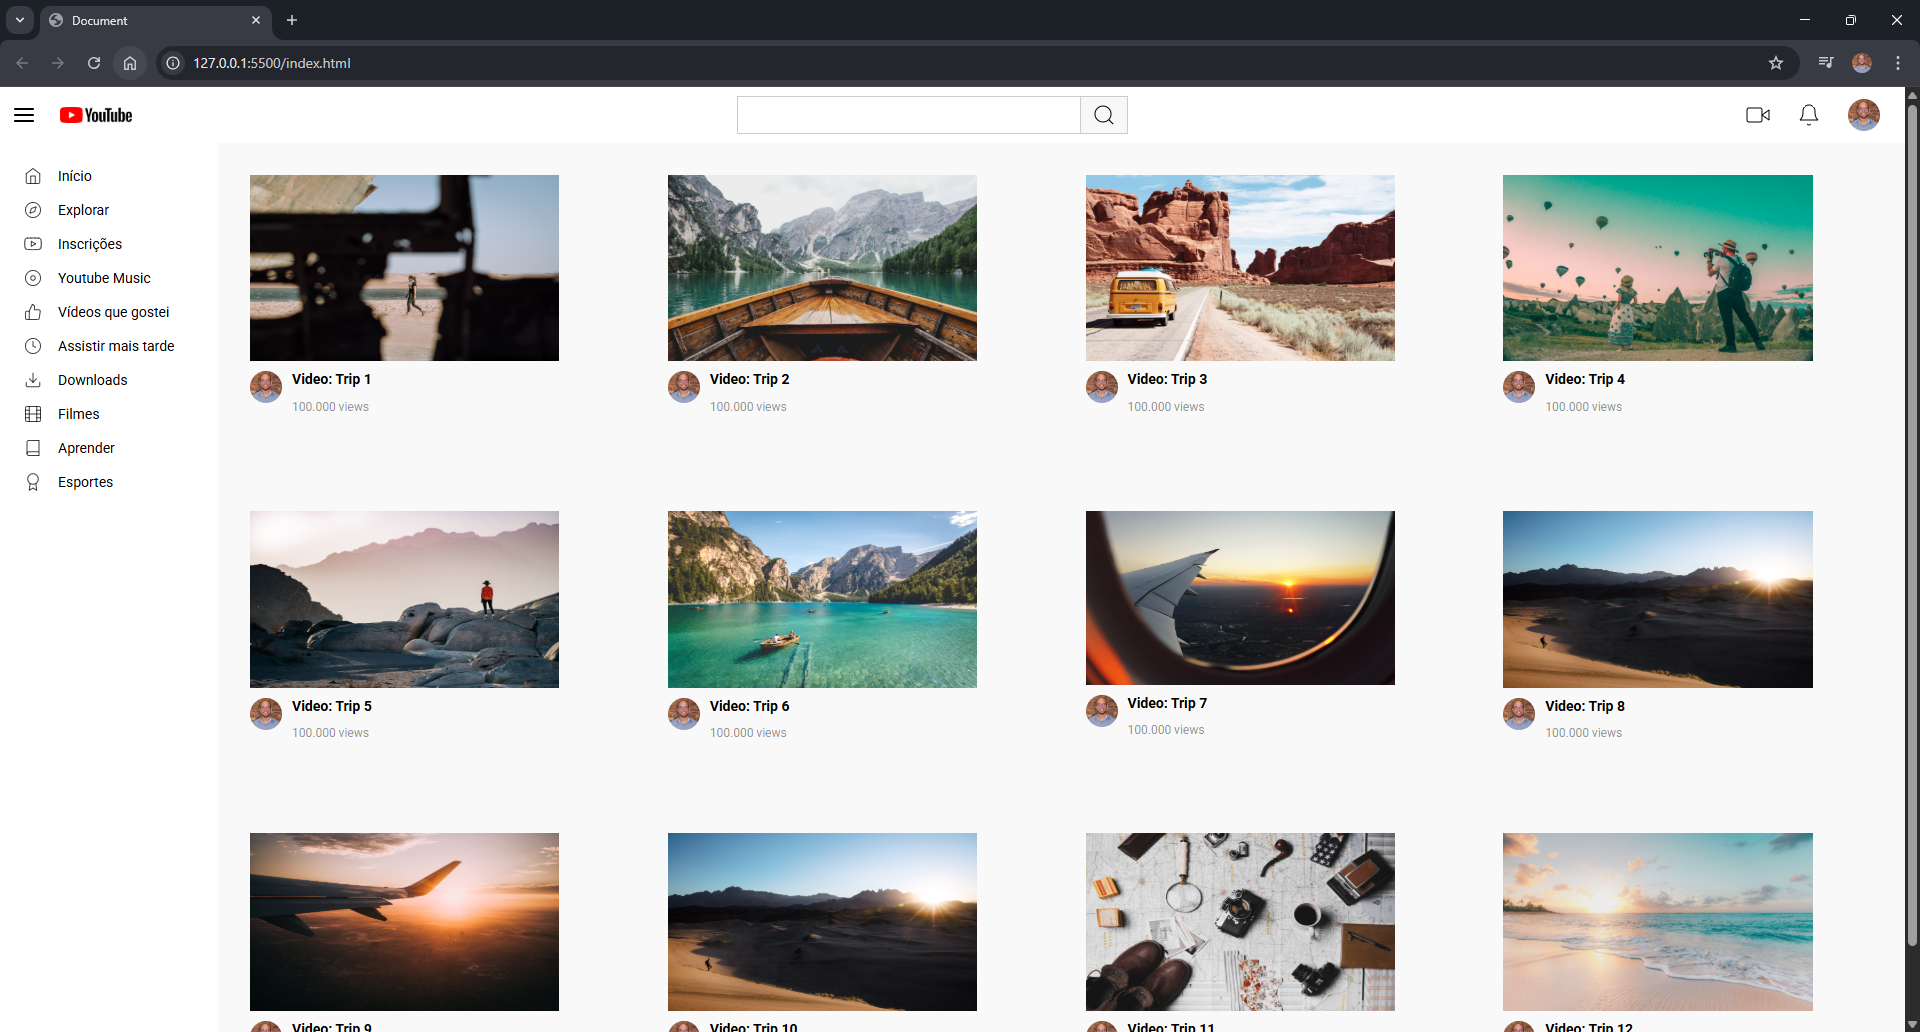 Document
127.0.0.1:5500/index.html
YouTube
Início
Explorar
Inscrições
Youtube Music
Vídeos que gostei
Assistir mais tarde
Downloads
Filmes
Aprender
Esportes
Video: Trip 1
100.000 views
Video: Trip 2
100.000 views
Video: Trip 3
100.000 views
Video: Trip 4
100.000 views
Video: Trip 5
100.000 views
Video: Trip 6
100.000 views
Video: Trip 7
100.000 views
Video: Trip 8
100.000 views
Video: Trip 9
Video: Trip 10
Video: Trip 11
Video: Trip 12